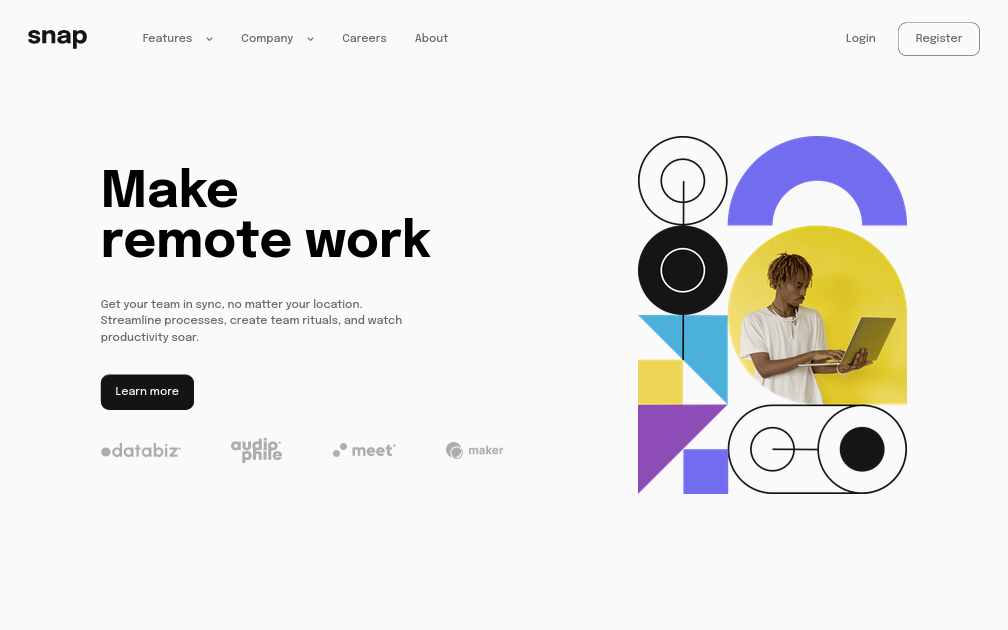 snap
Features
Company
Careers
About
Login
Register
Make
remote work
Get your team in sync, no matter your location.
Streamline processes, create team rituals, and watch
productivity soar.
Learn more
databiz
audiophile
meet
maker